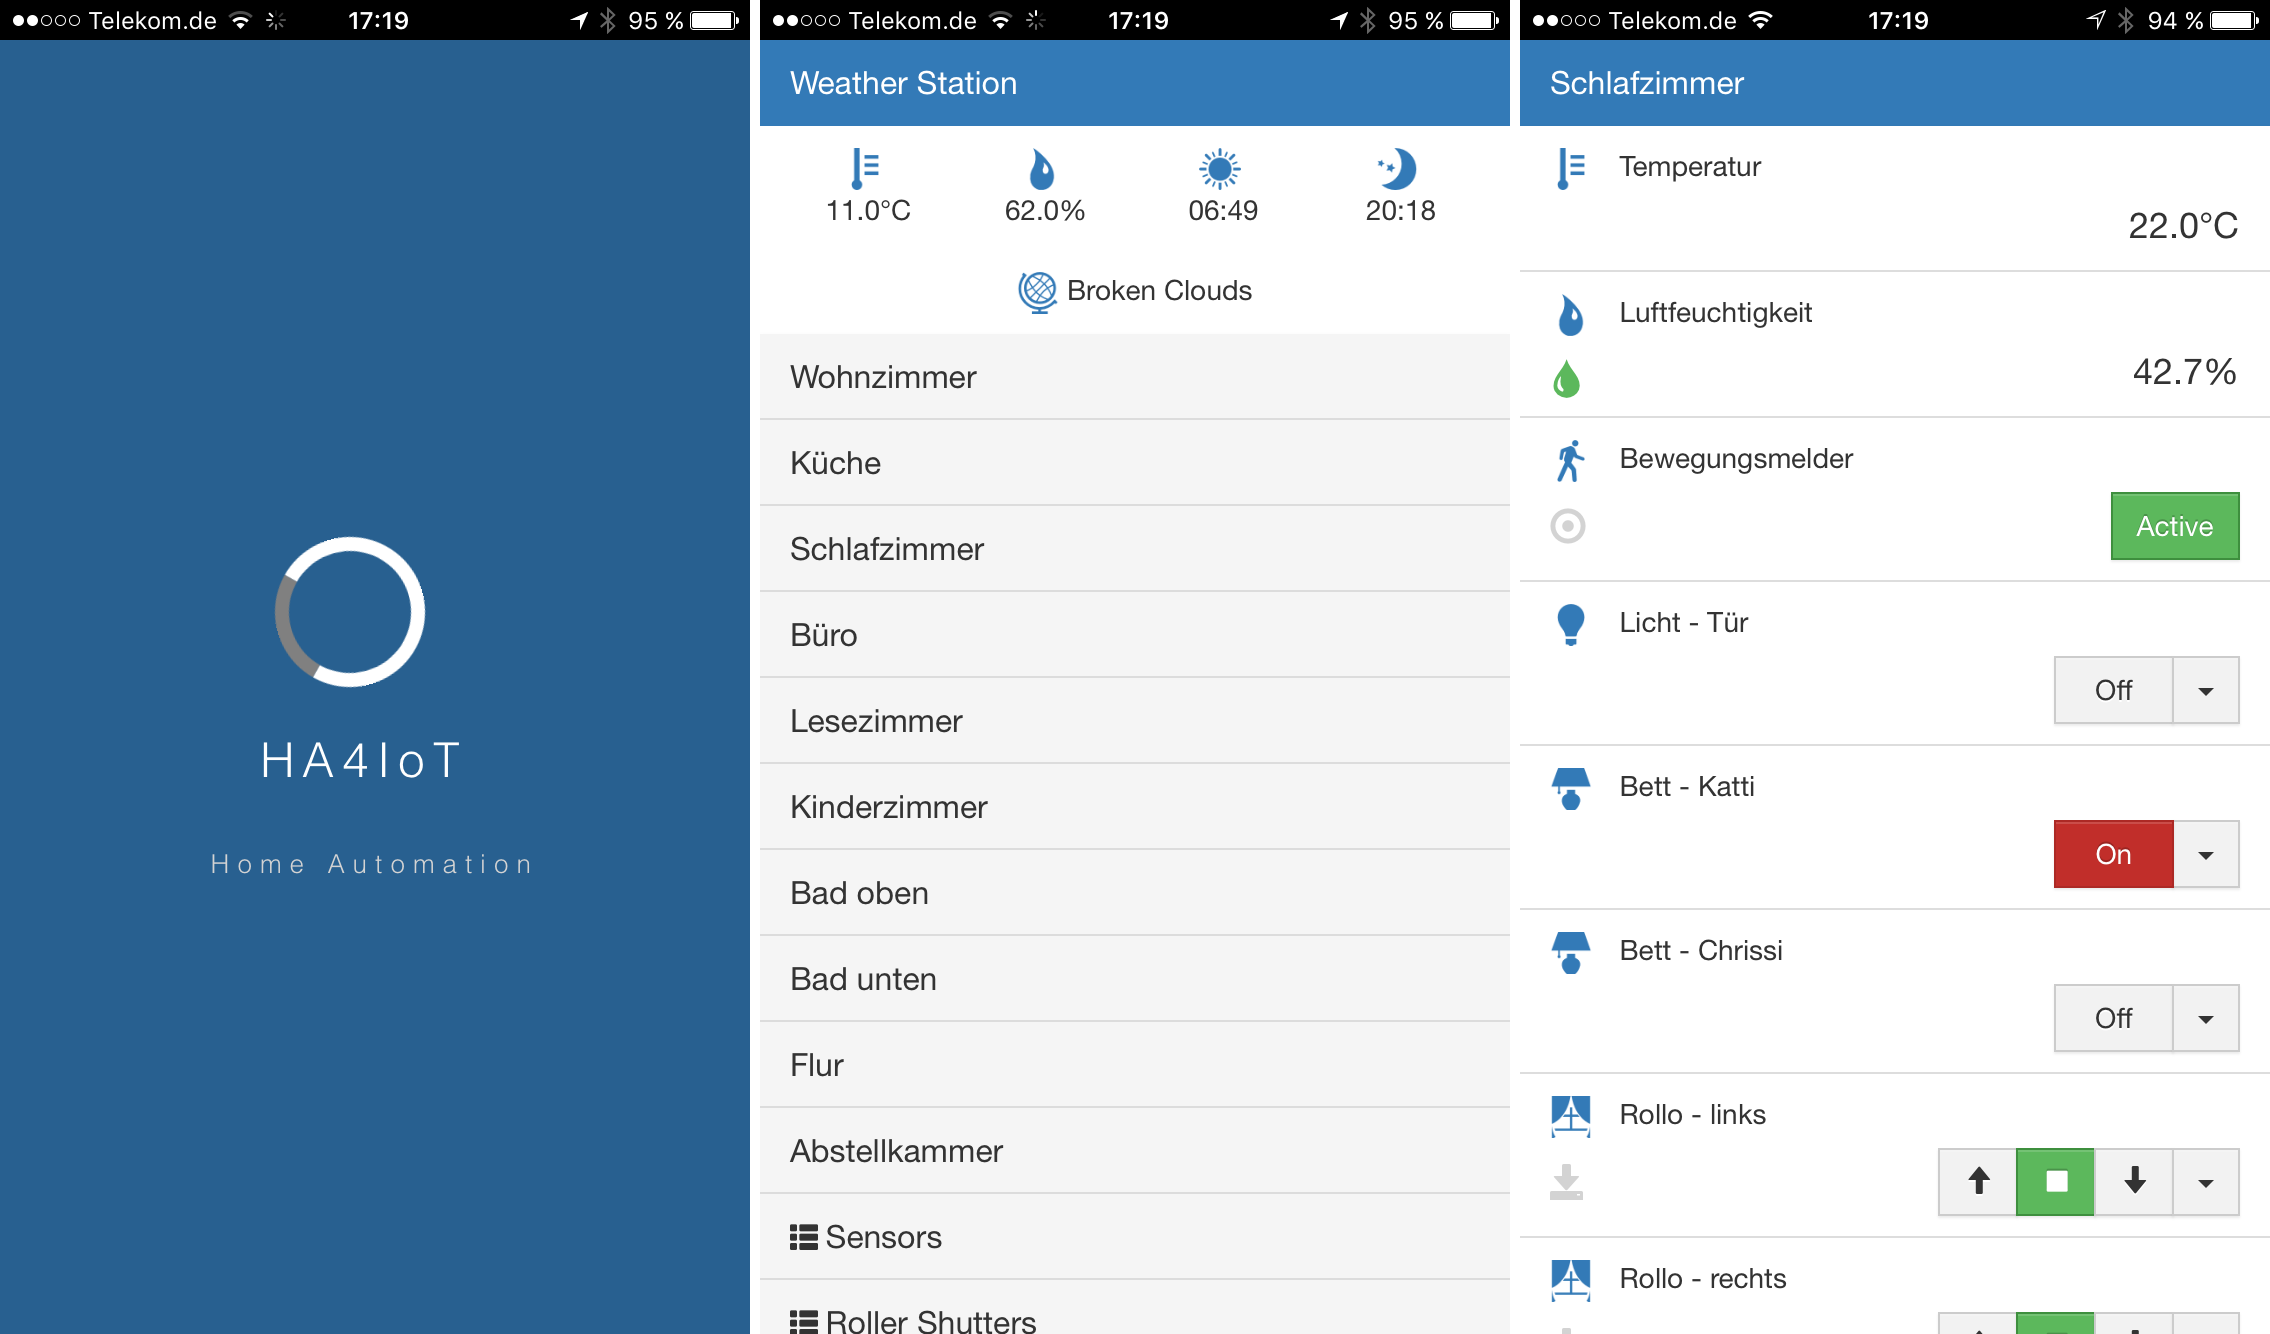 Telekom.de 17:19 95 %
HA4IoT
Home Automation
Telekom.de 17:19 95 %
Weather Station
11.0°C 62.0% 06:49 20:18
Broken Clouds
Wohnzimmer
Küche
Schlafzimmer
Büro
Lesezimmer
Kinderzimmer
Bad oben
Bad unten
Flur
Abstellkammer
Sensors
Roller Shutters
Telekom.de 17:19 94 %
Schlafzimmer
Temperatur
22.0°C
Luftfeuchtigkeit
42.7%
Bewegungsmelder
Active
Licht - Tür
Off
Bett - Katti
On
Bett - Chrissi
Off
Rollo - links
Rollo - rechts